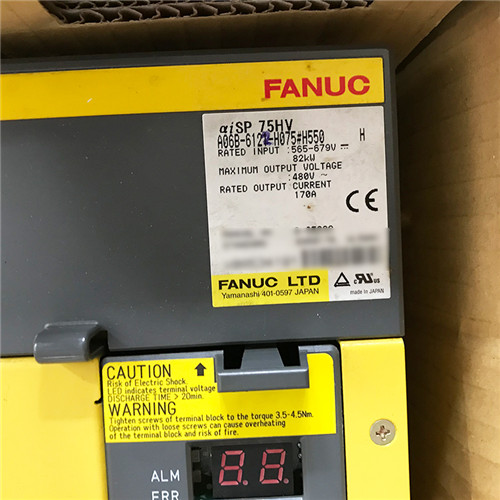 FANUC
αiSP 75HV
A06B-6122-H075#H550 H
RATED INPUT :565-679V ⎓
82kW
MAXIMUM OUTPUT VOLTAGE
:480V ~
RATED OUTPUT CURRENT
170A
CE
FANUC LTD
Yamanashi 401-0597 JAPAN
c RU US
made in JAPAN
CAUTION
Risk of Electric Shock.
LED indicates terminal voltage
DISCHARGE TIME > 20min.
WARNING
Tighten screws of terminal block to the torque 3.5-4.5Nm.
Operation with loose screws can cause overheating
of the terminal block and risk of fire.
ALM
ERR